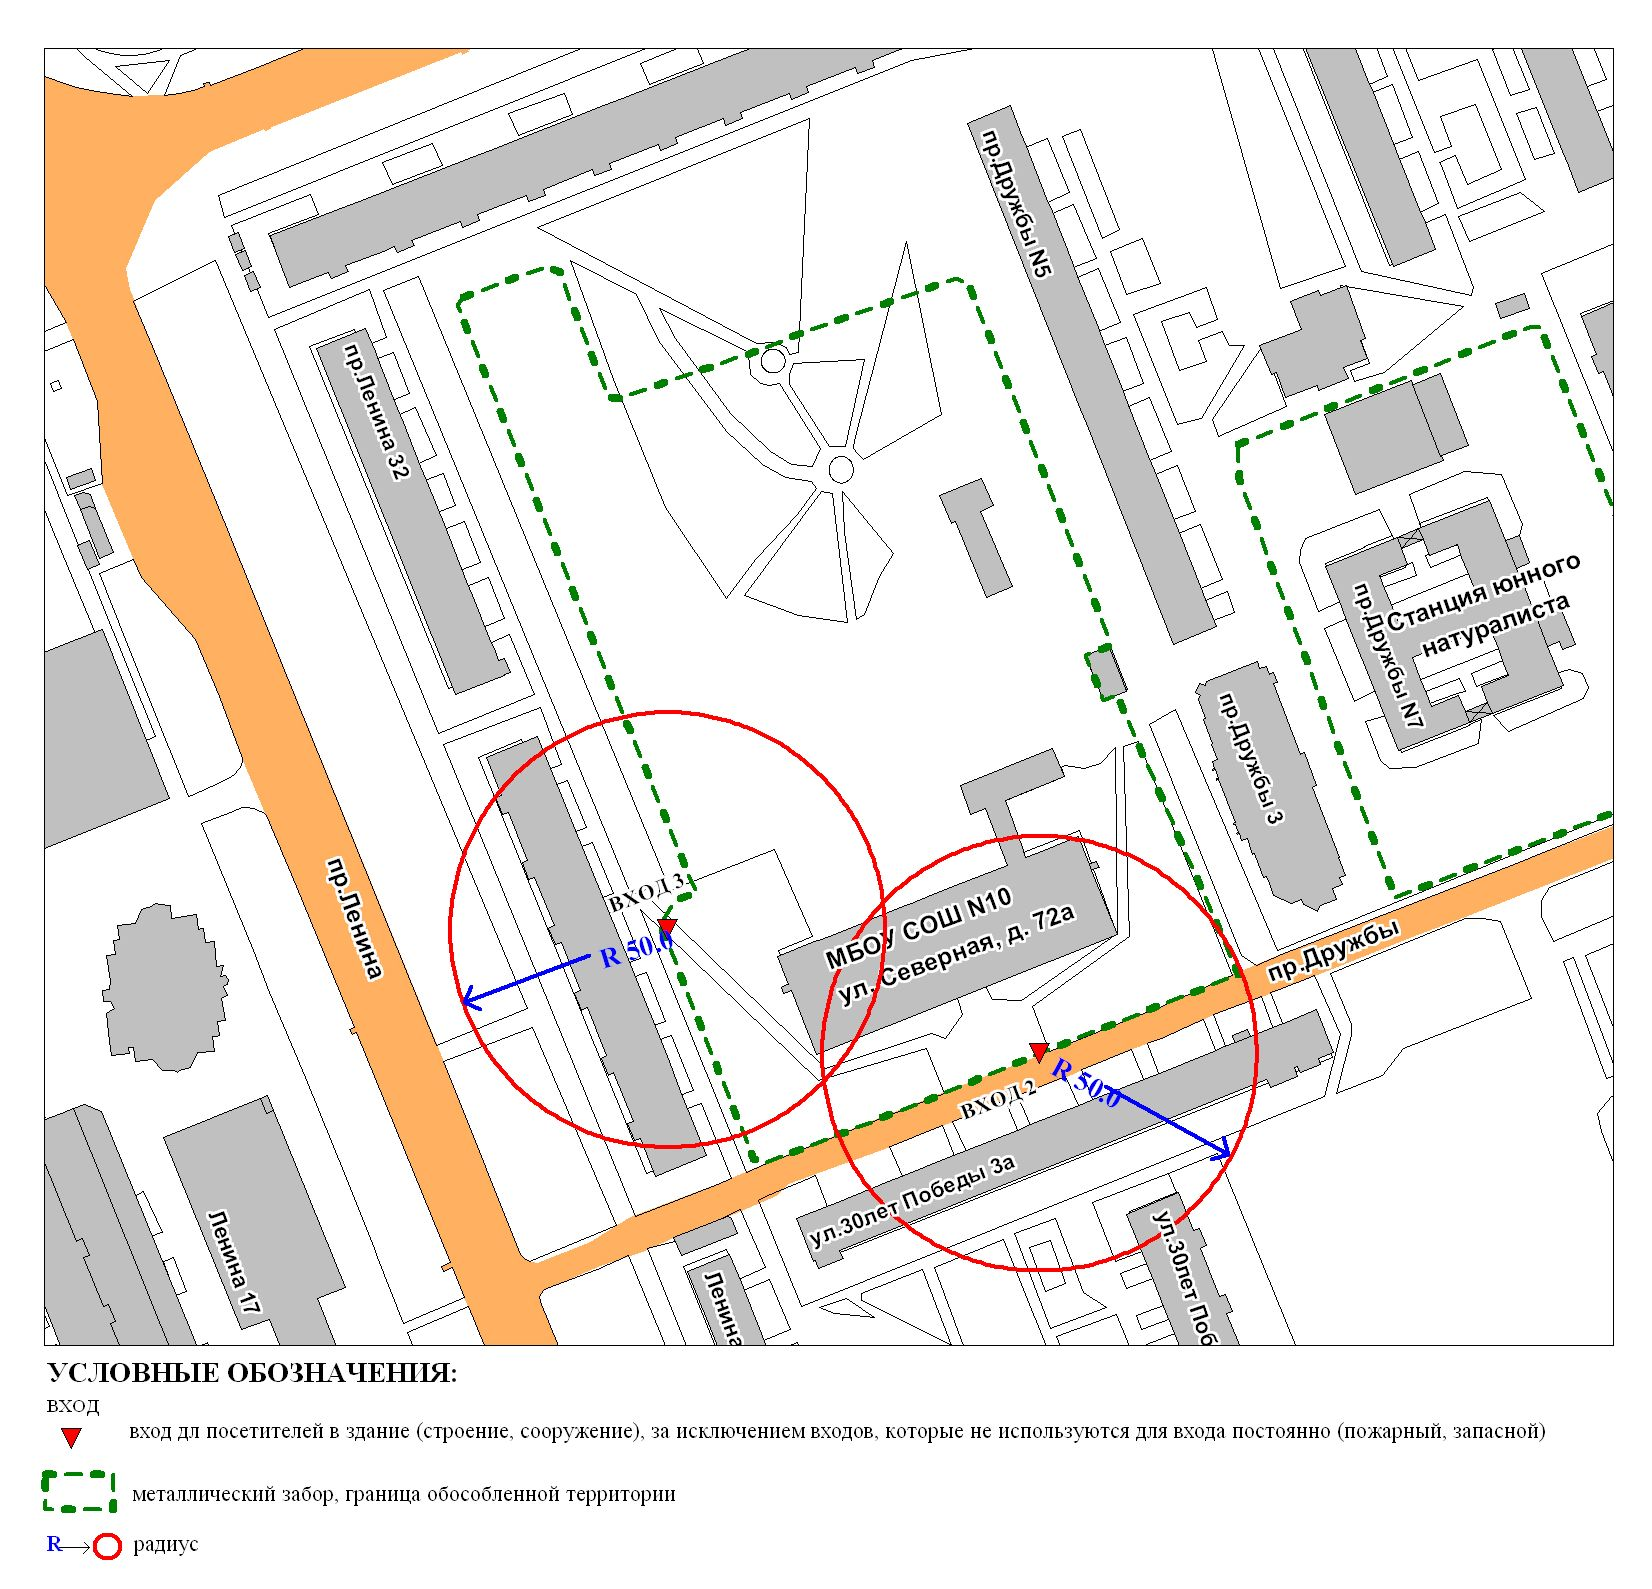 пр.Дружбы N5
пр.Ленина 32
Станция юнного
натуралиста
пр.Дружбы N7
пр.Дружбы 3
ВХОД 3
R 50.0
МБОУ СОШ N10
ул. Северная, д. 72а
пр.Ленина
пр.Дружбы
R 50.0
ВХОД 2
ул.30лет Победы 3а
Ленина 17
Ленина
ул.30лет Поб
УСЛОВНЫЕ ОБОЗНАЧЕНИЯ:
ВХОД
вход дл посетителей в здание (строение, сооружение), за исключением входов, которые не используются для входа постоянно (пожарный, запасной)
металлический забор, граница обособленной территории
R радиус